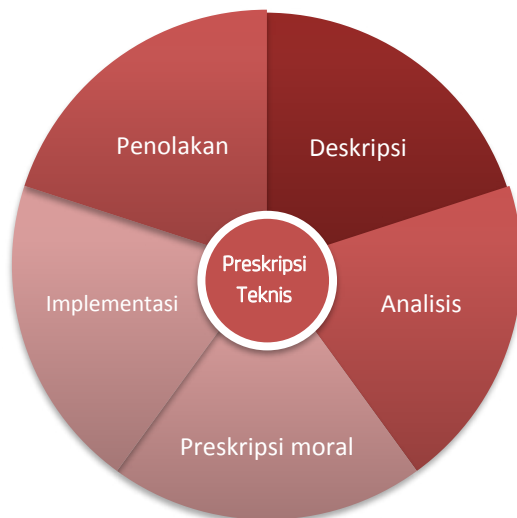 Penolakan
Deskripsi
Preskripsi
Teknis
Implementasi
Analisis
Preskripsi moral